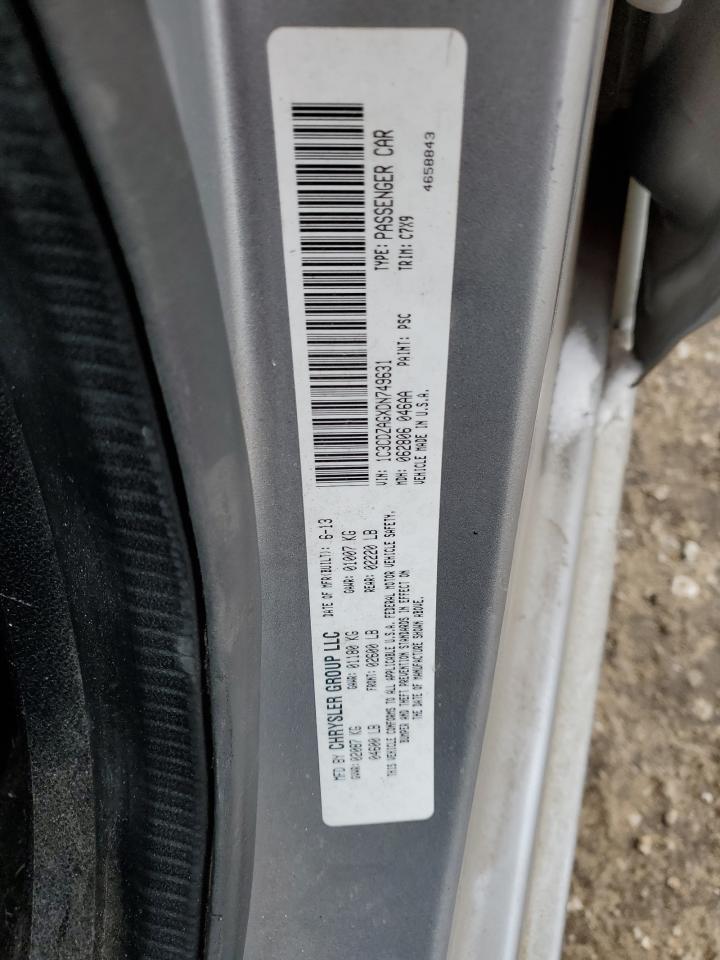 MFD BY CHRYSLER GROUP LLC DATE OF MFR(BUILT): 6-13
GVWR: 02087 KG GAWR: 01180 KG GAWR: 01007 KG
04600 LB FRONT: 02600 LB REAR: 02220 LB
THIS VEHICLE CONFORMS TO ALL APPLICABLE U.S.A. FEDERAL MOTOR VEHICLE SAFETY,
BUMPER AND THEFT PREVENTION STANDARDS IN EFFECT ON
THE DATE OF MANUFACTURE SHOWN ABOVE.
VIN: 1C3CDZAGXDN749631 TYPE: PASSENGER CAR
MDH: 062806 046AA PAINT: PSC TRIM: C7X9
VEHICLE MADE IN U.S.A.
4658843